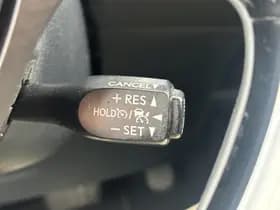 CANCEL
+ RES ▲
HOLD / ◀
– SET ▼